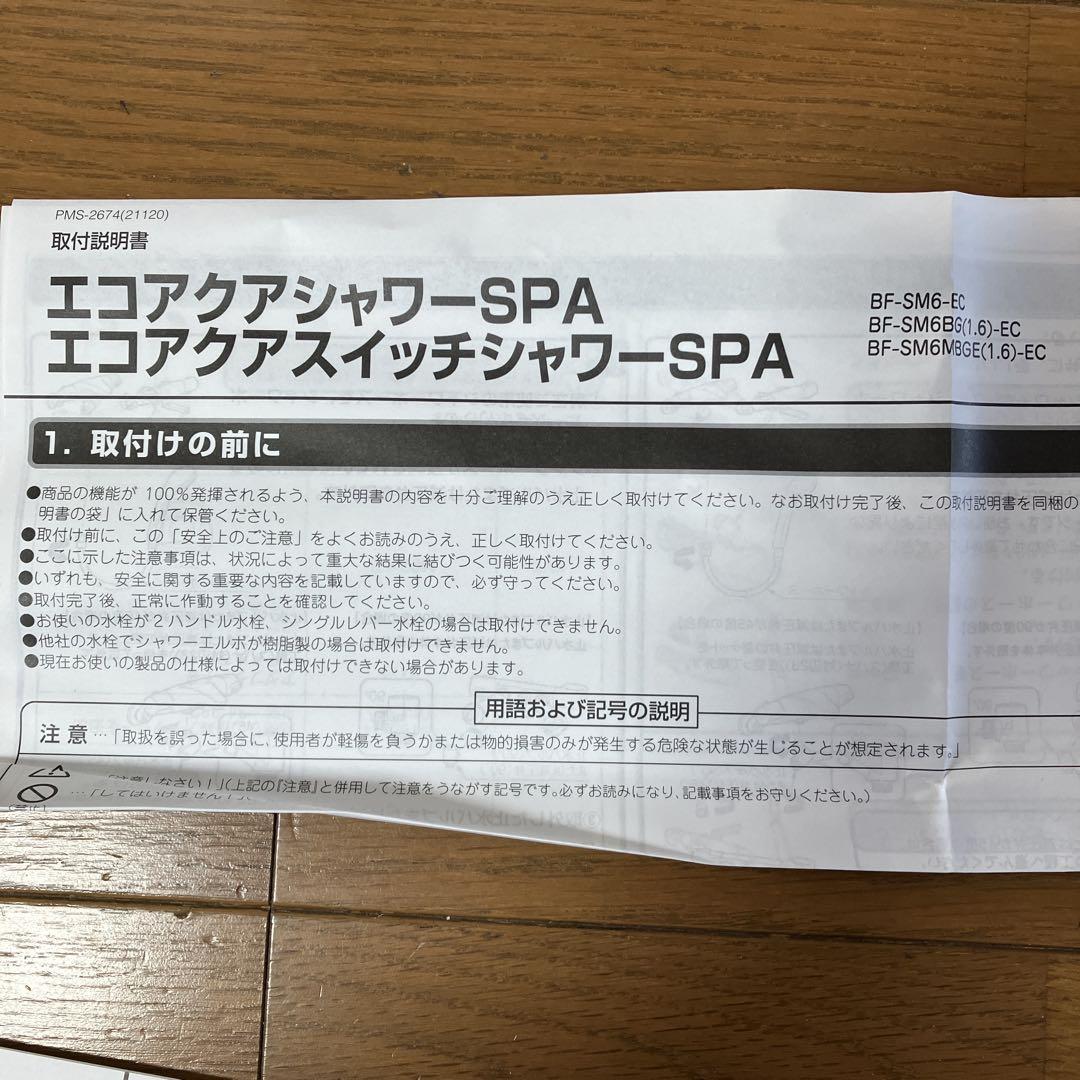 PMS-2674(21120)
取付説明書
エコアクアシャワーSPA
エコアクアスイッチシャワーSPA
BF-SM6-EC
BF-SM6BG(1.6)-EC
BF-SM6MBGE(1.6)-EC
1. 取付けの前に
●商品の機能が 100%発揮されるよう、本説明書の内容を十分ご理解のうえ正しく取付けてください。なお取付け完了後、この取付説明書を同梱の
明書の袋」に入れて保管ください。
●取付け前に、この「安全上のご注意」をよくお読みのうえ、正しく取付けてください。
●ここに示した注意事項は、状況によって重大な結果に結びつく可能性があります。
●いずれも、安全に関する重要な内容を記載していますので、必ず守ってください。
●取付完了後、正常に作動することを確認してください。
●お使いの水栓が2ハンドル水栓、シングルレバー水栓の場合は取付けできません。
●他社の水栓でシャワーエルボが樹脂製の場合は取付けできません。
●現在お使いの製品の仕様によっては取付けできない場合があります。
用語および記号の説明
注意…「取扱を誤った場合に、使用者が軽傷を負うかまたは物的損害のみが発生する危険な状態が生じることが想定されます。」
「注意しなさい!」(上記の『注意』と併用して注意をうながす記号です。必ずお読みになり、記載事項をお守りください。)
…「してはいけません!」